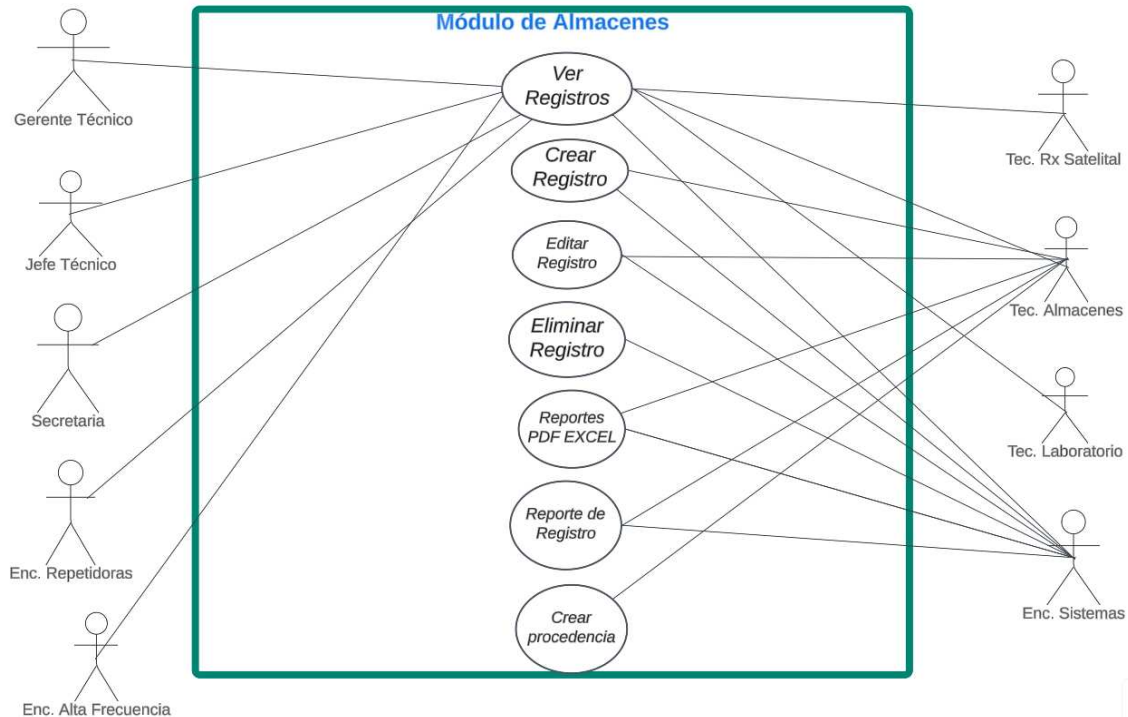 Módulo de Almacenes
Gerente Técnico
Jefe Técnico
Secretaria
Enc. Repetidoras
Enc. Alta Frecuencia
Ver
Registros
Crear
Registro
Editar
Registro
Eliminar
Registro
Reportes
PDF EXCEL
Reporte de
Registro
Crear
procedencia
Tec. Rx Satelital
Tec. Almacenes
Tec. Laboratorio
Enc. Sistemas